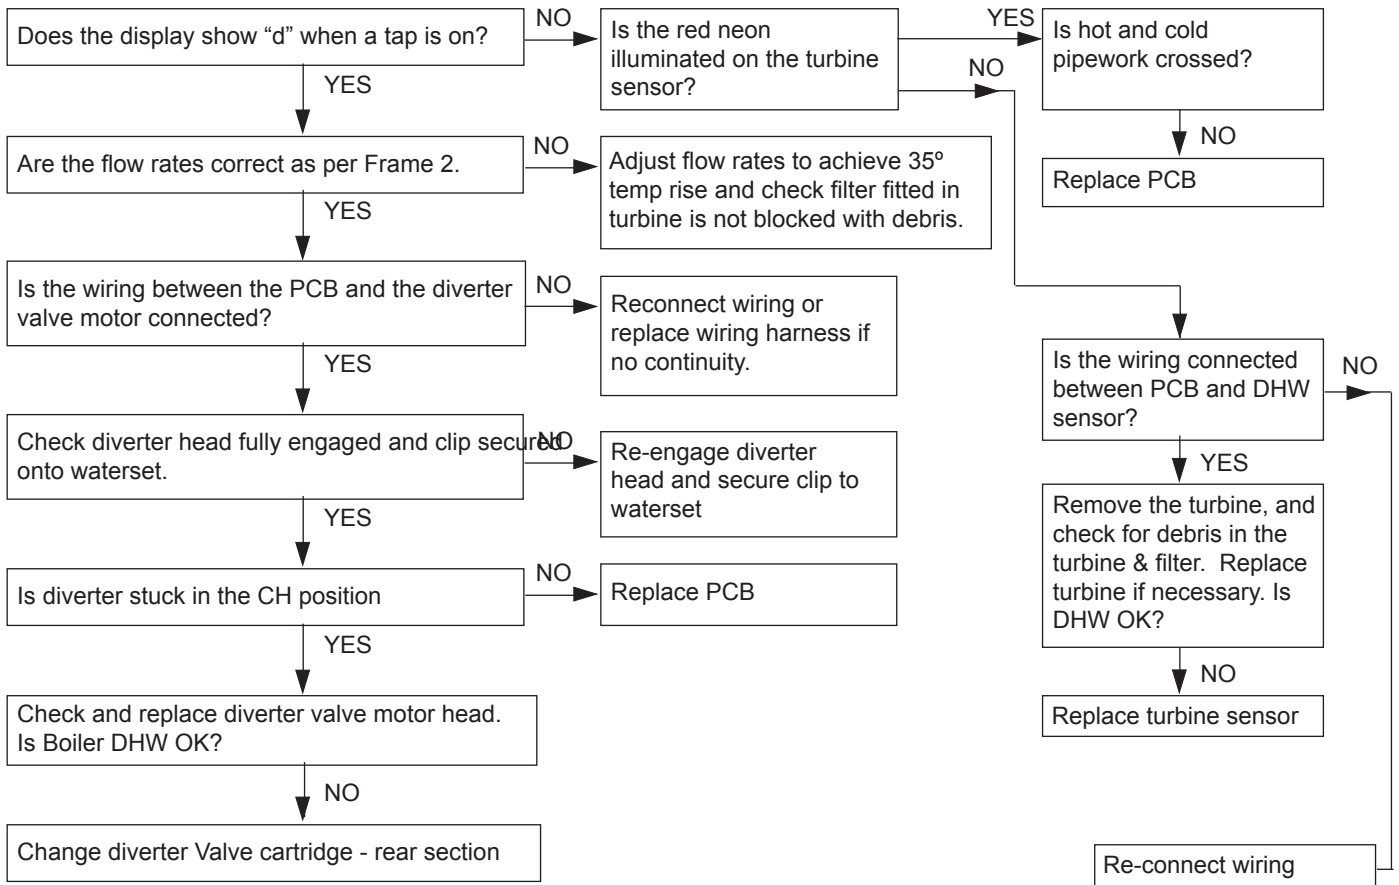 Does the display show “d” when a tap is on?
NO
Is the red neon
illuminated on the turbine
sensor?
YES
NO
Is hot and cold
pipework crossed?
NO
Replace PCB
YES
Are the flow rates correct as per Frame 2.
NO
Adjust flow rates to achieve 35º
temp rise and check filter fitted in
turbine is not blocked with debris.
YES
Is the wiring between the PCB and the diverter
valve motor connected?
NO
Reconnect wiring or
replace wiring harness if
no continuity.
YES
Is the wiring connected
between PCB and DHW
sensor?
NO
YES
Check diverter head fully engaged and clip secured
onto waterset.
NO
Re-engage diverter
head and secure clip to
waterset
Remove the turbine, and
check for debris in the
turbine & filter. Replace
turbine if necessary. Is
DHW OK?
YES
Is diverter stuck in the CH position
NO
Replace PCB
YES
NO
Replace turbine sensor
Check and replace diverter valve motor head.
Is Boiler DHW OK?
NO
Change diverter Valve cartridge - rear section
Re-connect wiring